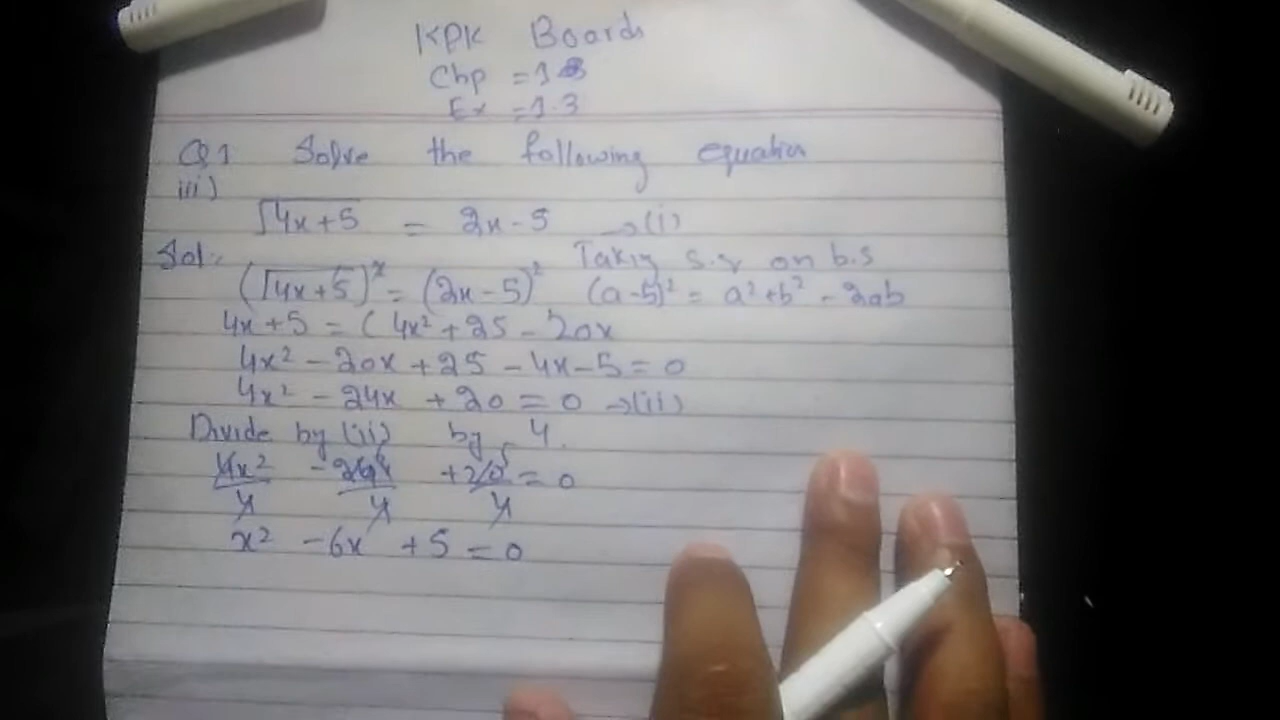 KPK Boards
Chp = 1
Ex = 1.3
Q1 Solve the following equation
iii)
√4x+5 = 2x-5 →(i)
Sol:- Taking s.r on b.s
(√4x+5)² = (2x-5)² (a-b)² = a²+b² - 2ab
4x+5 = (4x² + 25 - 20x
4x² - 20x + 25 - 4x - 5 = 0
4x² - 24x + 20 = 0 →(ii)
Divide by (ii) by 4.
4x²/4 - 24x/4 + 20/4 = 0
x² - 6x + 5 = 0